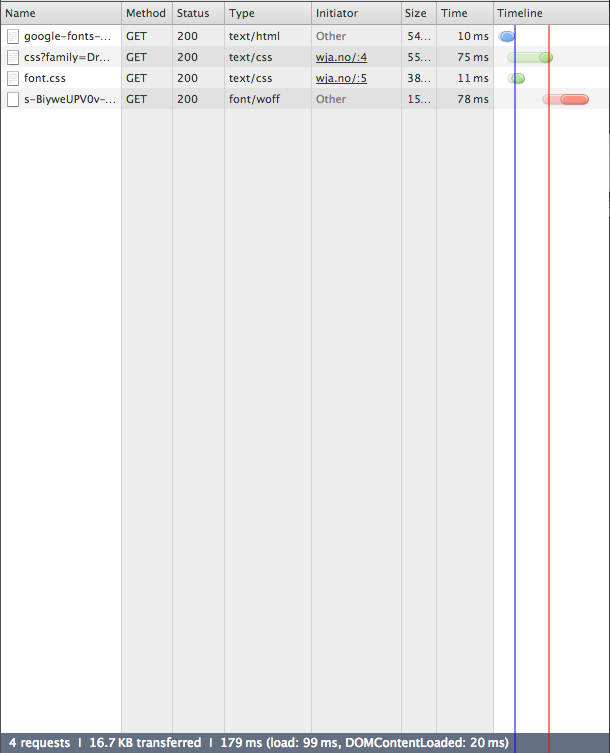 Name Method Status Type Initiator Size Time Timeline
google-fonts-... GET 200 text/html Other 54... 10 ms
css?family=Dr... GET 200 text/css wja.no/:4 55... 75 ms
font.css GET 200 text/css wja.no/:5 38... 11 ms
s-BiyweUPV0v-... GET 200 font/woff Other 15... 78 ms
4 requests | 16.7 KB transferred | 179 ms (load: 99 ms, DOMContentLoaded: 20 ms)